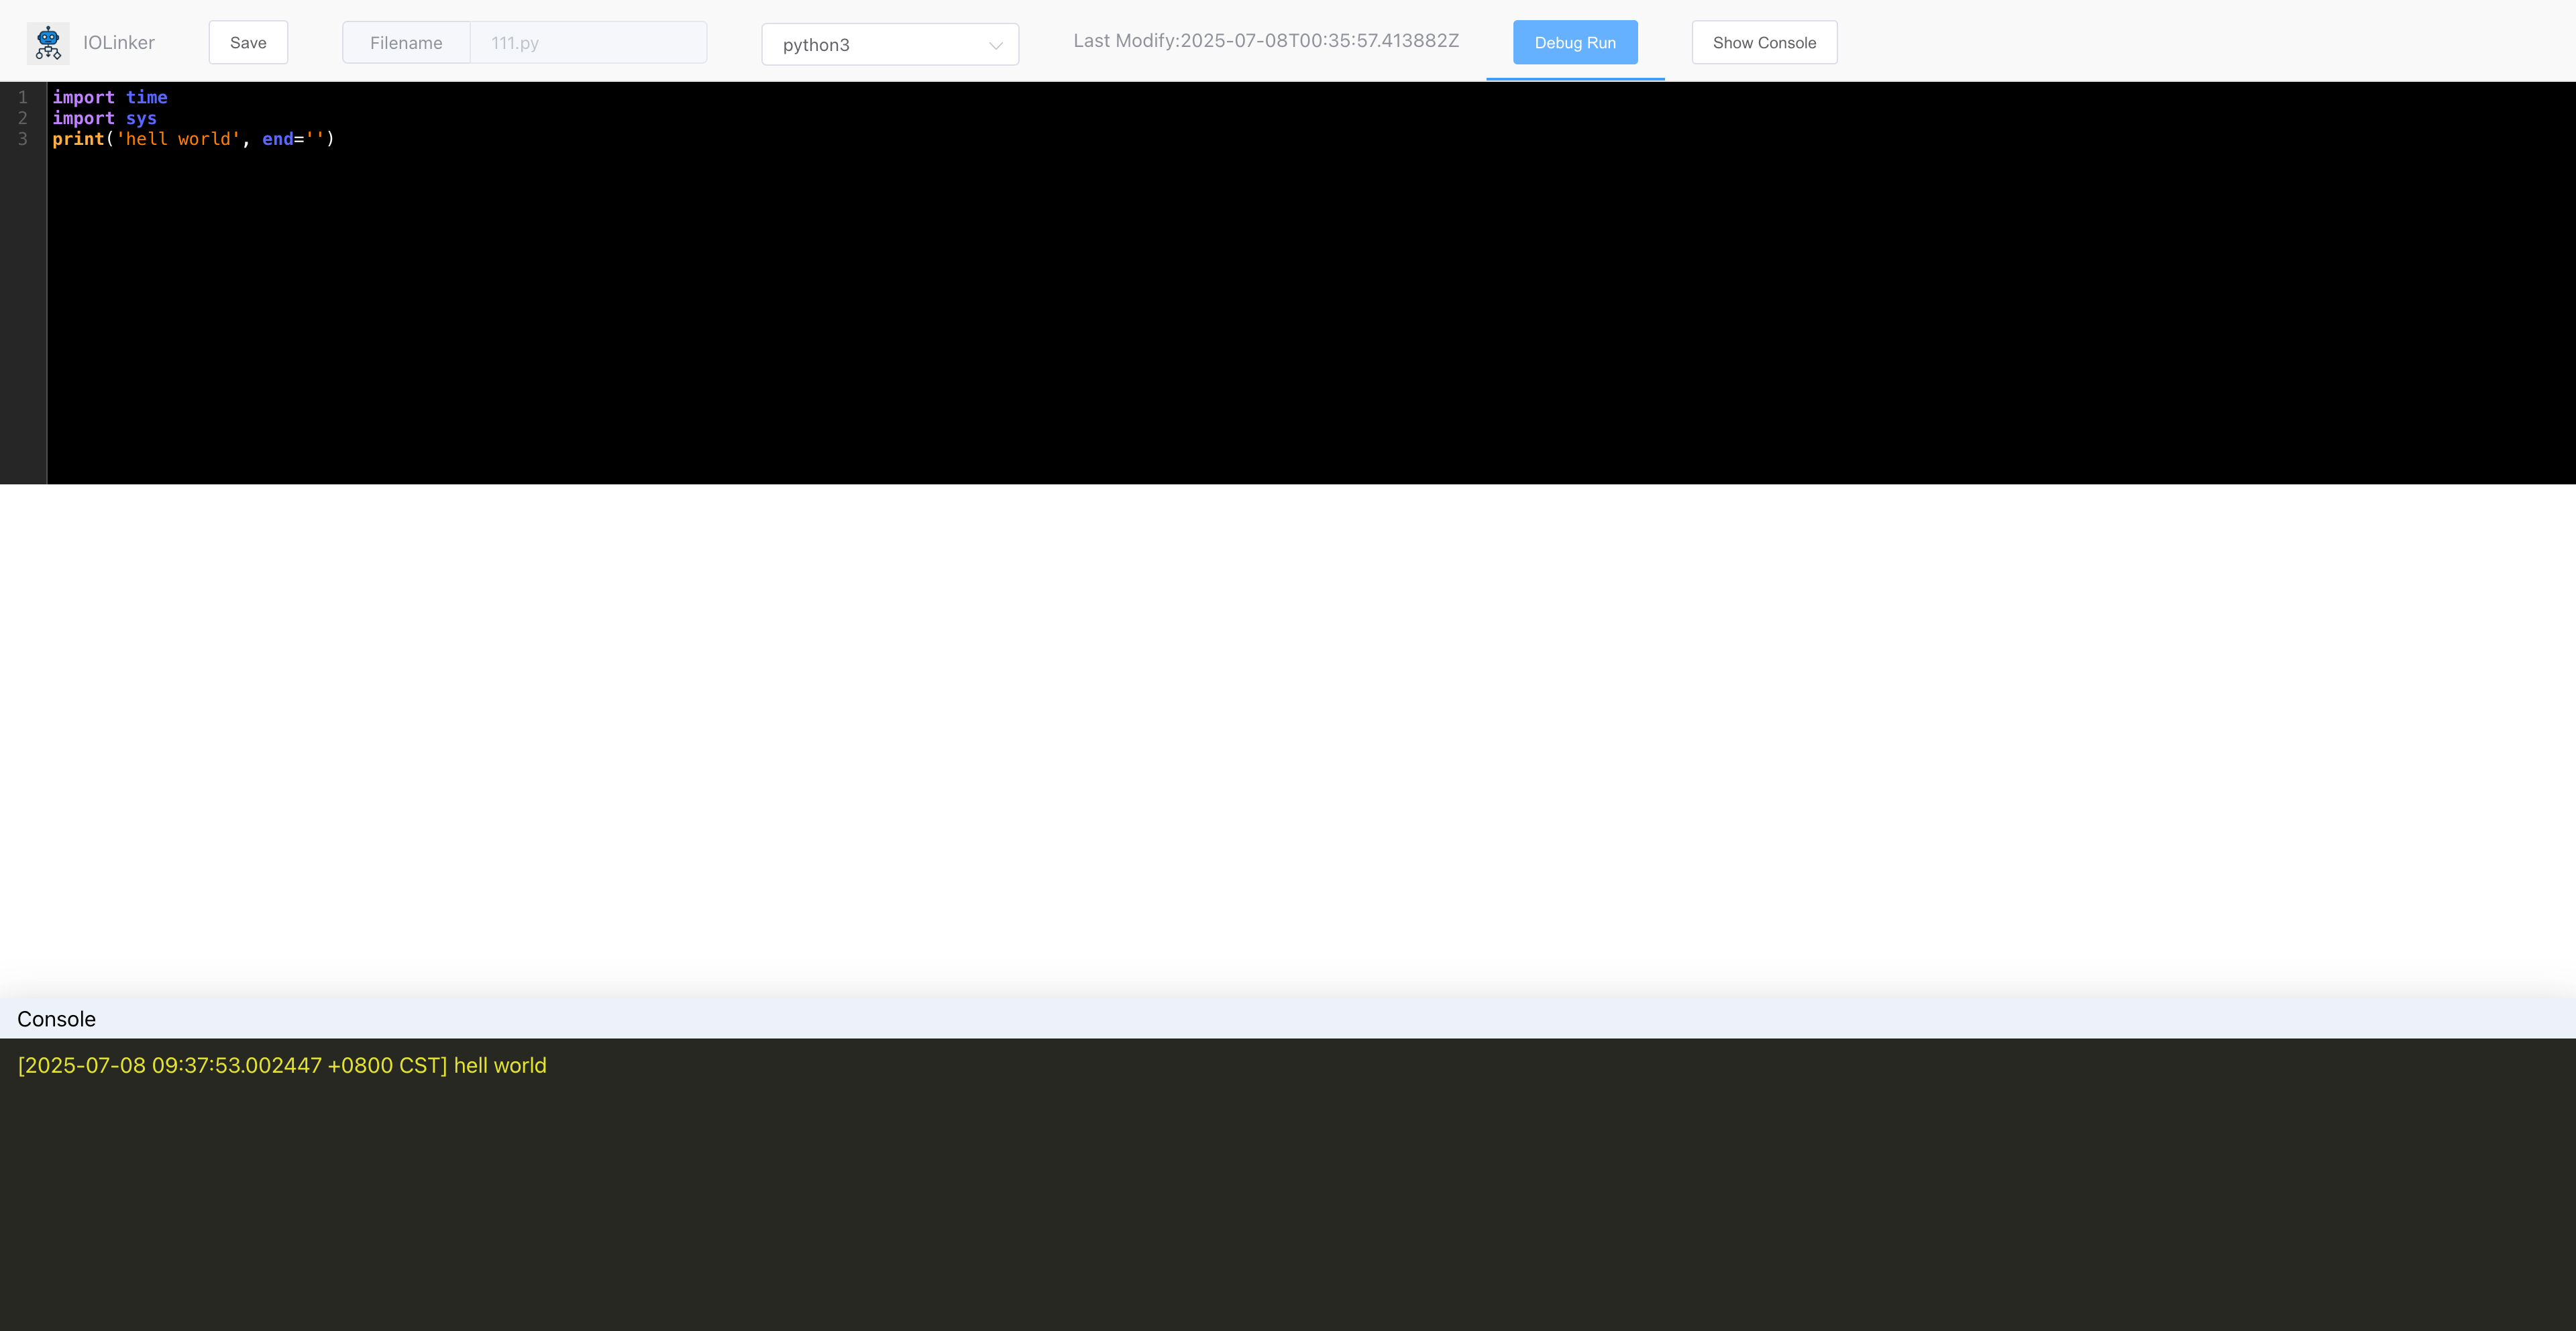 IOLinker Save Filename 111.py python3 Last Modify:2025-07-08T00:35:57.413882Z Debug Run Show Console
1 import time
2 import sys
3 print('hell world', end='')
Console
[2025-07-08 09:37:53.002447 +0800 CST] hell world